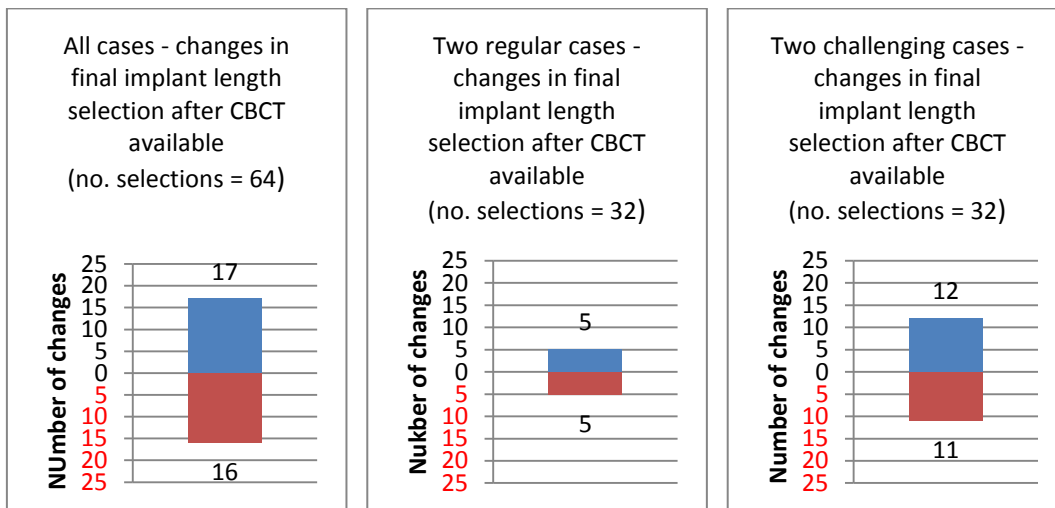 All cases - changes in
final implant length
selection after CBCT
available
(no. selections = 64)
NUmber of changes
25
20
15
10
5
0
5
10
15
20
25
17
16
Two regular cases -
changes in final
implant length
selection after CBCT
available
(no. selections = 32)
Nukber of changes
25
20
15
10
5
0
5
10
15
20
25
5
5
Two challenging cases -
changes in final
implant length
selection after CBCT
available
(no. selections = 32)
Number of changes
25
20
15
10
5
0
5
10
15
20
25
12
11